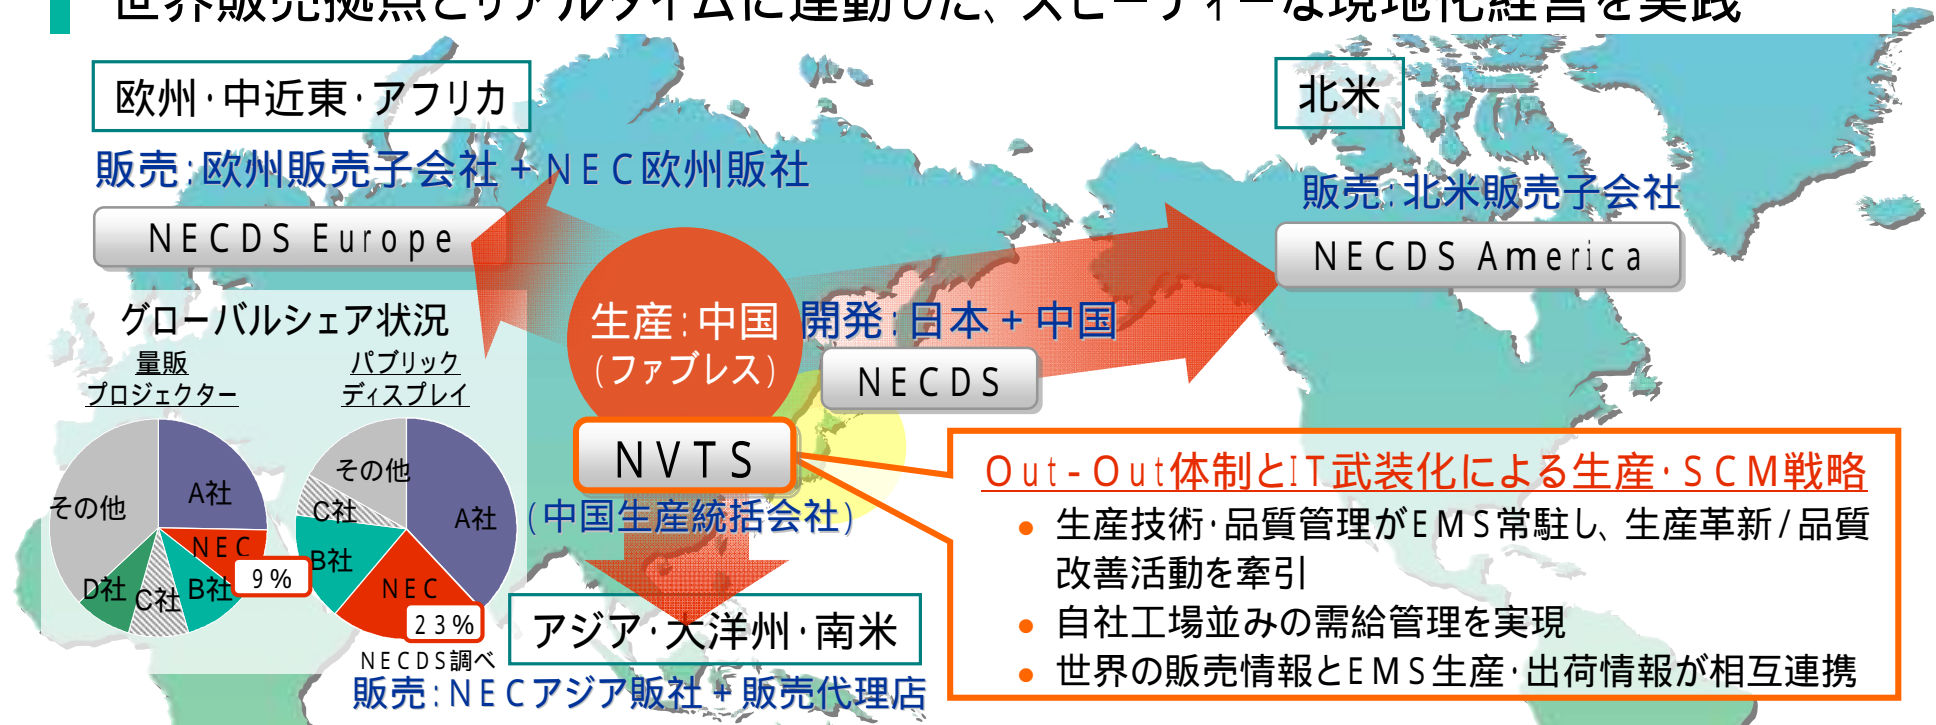 世界販売拠点とリアルタイムに連動した、スピーディーな現地化経営を実践
欧州・中近東・アフリカ
販売:欧州販売子会社+NEC欧州販社
NECDS Europe
北米
販売:北米販売子会社
NECDS America
生産:中国
(ファブレス)
開発:日本+中国
NECDS
NVTS
(中国生産統括会社)
グローバルシェア状況
量販
プロジェクター
A社
NEC
9%
B社
C社
D社
その他
パブリック
ディスプレイ
A社
NEC
23%
B社
C社
その他
NECDS調べ
アジア・大洋州・南米
販売:NECアジア販社+販売代理店
Out-Out体制とIT武装化による生産・SCM戦略
● 生産技術・品質管理がEMS常駐し、生産革新/品質
改善活動を牽引
● 自社工場並みの需給管理を実現
● 世界の販売情報とEMS生産・出荷情報が相互連携